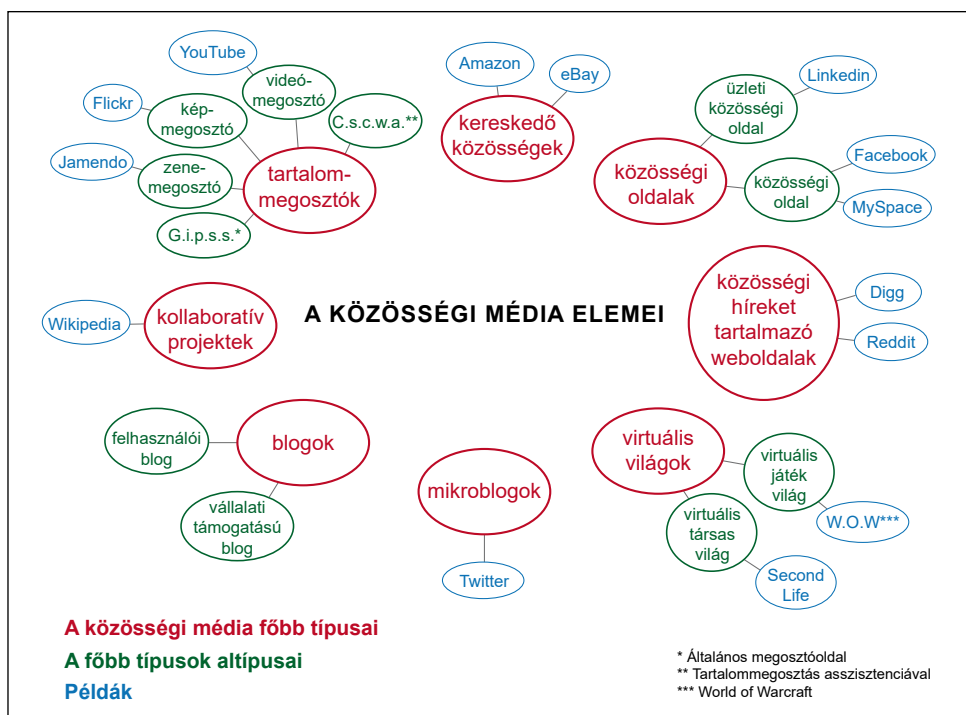 YouTube
Flickr
Jamendo
videó-
megosztó
kép-
megosztó
zene-
megosztó
C.s.c.w.a.**
G.i.p.s.s.*
tartalom-
megosztók
Amazon
eBay
kereskedő
közösségek
üzleti
közösségi
oldal
Linkedin
közösségi
oldalak
közösségi
oldal
Facebook
MySpace
Wikipedia
kollaboratív
projektek
A KÖZÖSSÉGI MÉDIA ELEMEI
közösségi
híreket
tartalmazó
weboldalak
Digg
Reddit
felhasználói
blog
blogok
vállalati
támogatású
blog
mikroblogok
Twitter
virtuális
világok
virtuális
játék
világ
W.O.W***
virtuális
társas
világ
Second
Life
A közösségi média főbb típusai
A főbb típusok altípusai
Példák
* Általános megosztóoldal
** Tartalommegosztás asszisztenciával
*** World of Warcraft